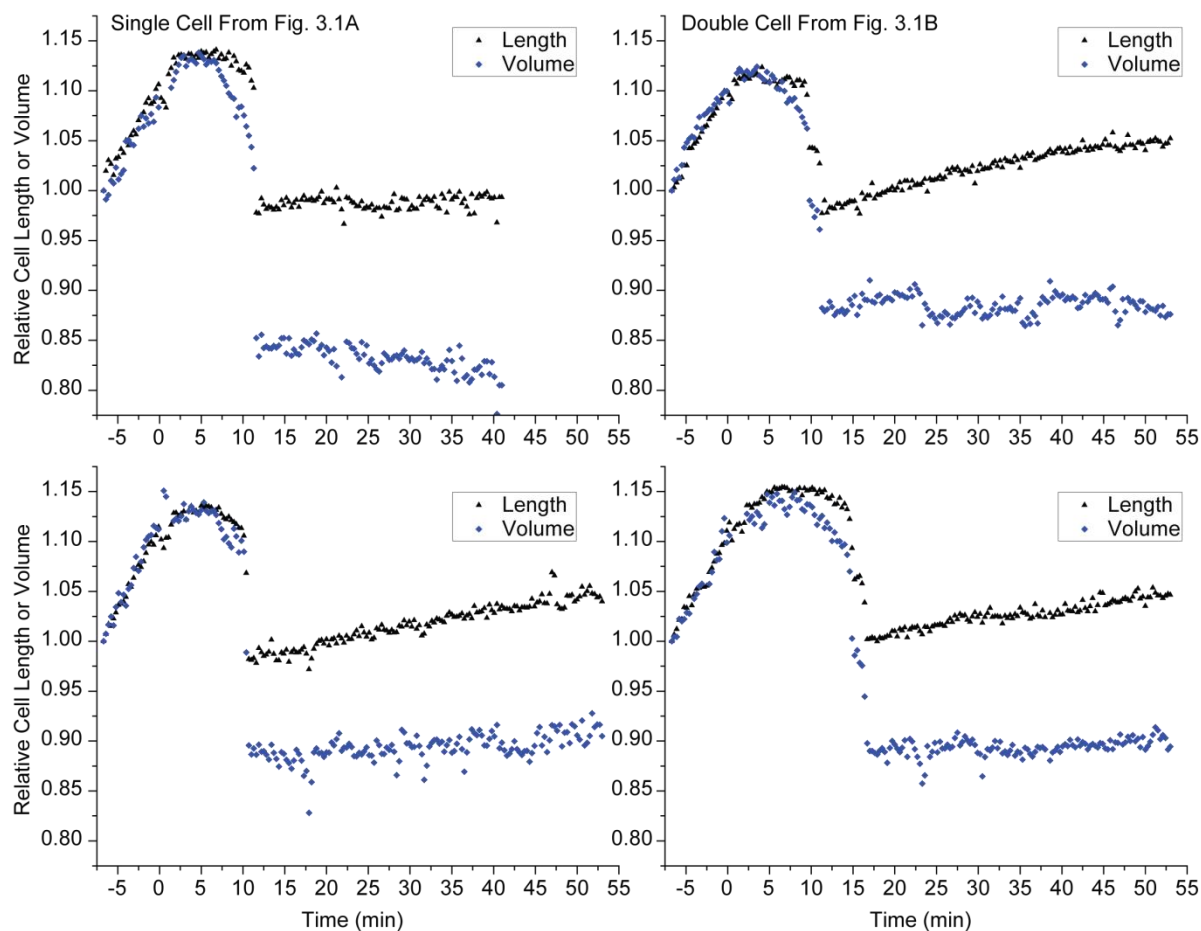 Single Cell From Fig. 3.1A
Length
Volume
Relative Cell Length or Volume
1.15
1.10
1.05
1.00
0.95
0.90
0.85
0.80
-5 0 5 10 15 20 25 30 35 40 45 50 55
Double Cell From Fig. 3.1B
Length
Volume
-5 0 5 10 15 20 25 30 35 40 45 50 55
Length
Volume
Relative Cell Length or Volume
1.15
1.10
1.05
1.00
0.95
0.90
0.85
0.80
-5 0 5 10 15 20 25 30 35 40 45 50 55
Time (min)
Length
Volume
-5 0 5 10 15 20 25 30 35 40 45 50 55
Time (min)